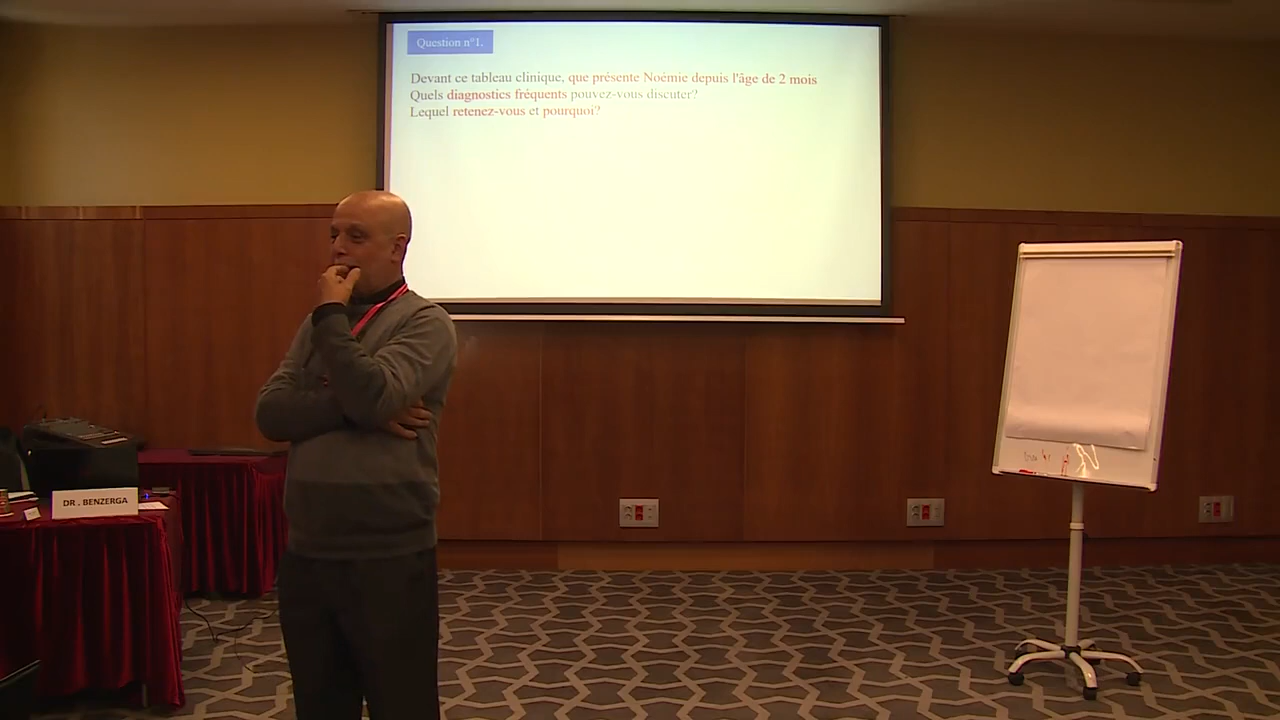 Question n°1.
Devant ce tableau clinique, que présente Noémie depuis l'âge de 2 mois
Quels diagnostics fréquents pouvez-vous discuter?
Lequel retenez-vous et pourquoi?
DR . BENZERGA